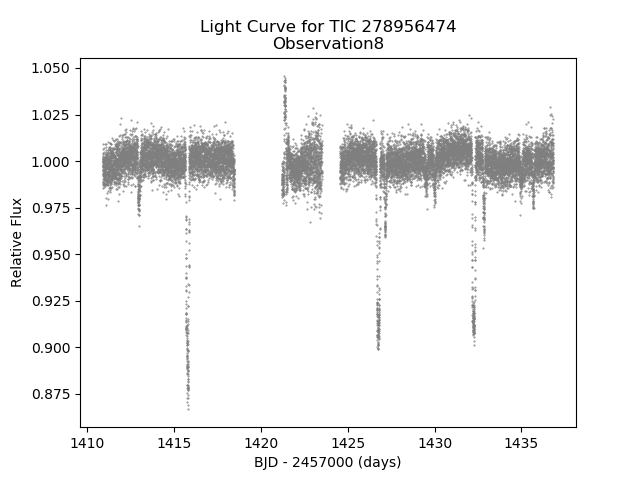 Light Curve for TIC 278956474
Observation8
1.050
1.025
1.000
0.975
0.950
0.925
0.900
0.875
Relative Flux
1410 1415 1420 1425 1430 1435
BJD - 2457000 (days)